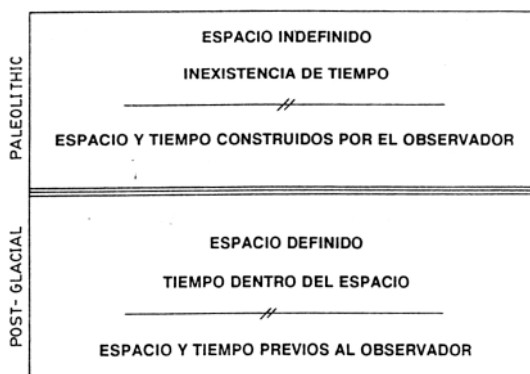 PALEOLITHIC
ESPACIO INDEFINIDO
INEXISTENCIA DE TIEMPO
ESPACIO Y TIEMPO CONSTRUIDOS POR EL OBSERVADOR
POST-GLACIAL
ESPACIO DEFINIDO
TIEMPO DENTRO DEL ESPACIO
ESPACIO Y TIEMPO PREVIOS AL OBSERVADOR